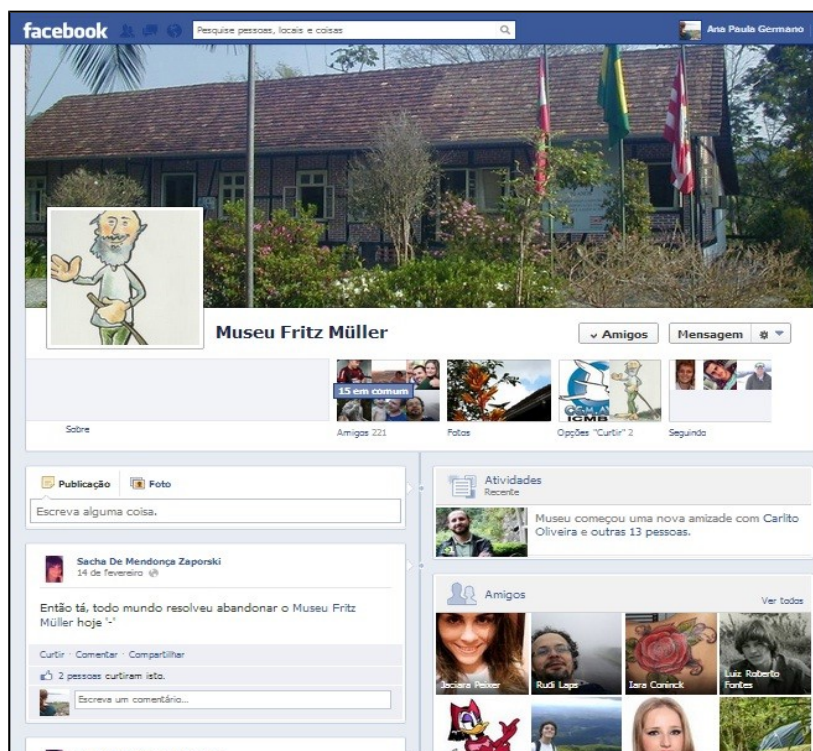 facebook
Pesquise pessoas, locais e coisas
Ana Paula Germano
Museu Fritz Müller
Amigos
Mensagem
15 em comum
Sobre
Amigos 221
Fotos
Opções "Curtir" 2
Seguindo
Publicação
Foto
Escreva alguma coisa.
Sacha De Mendonça Zaporski
14 de fevereiro
Então tá, todo mundo resolveu abandonar o Museu Fritz
Müller hoje '-'
Curtir · Comentar · Compartilhar
2 pessoas curtiram isto.
Escreva um comentário...
Atividades
Recente
Museu começou uma nova amizade com Carlito
Oliveira e outras 13 pessoas.
Amigos
Ver todos
Jaciara Peixer
Rudi Laps
Iara Coninck
Luiz Roberto
Fontes